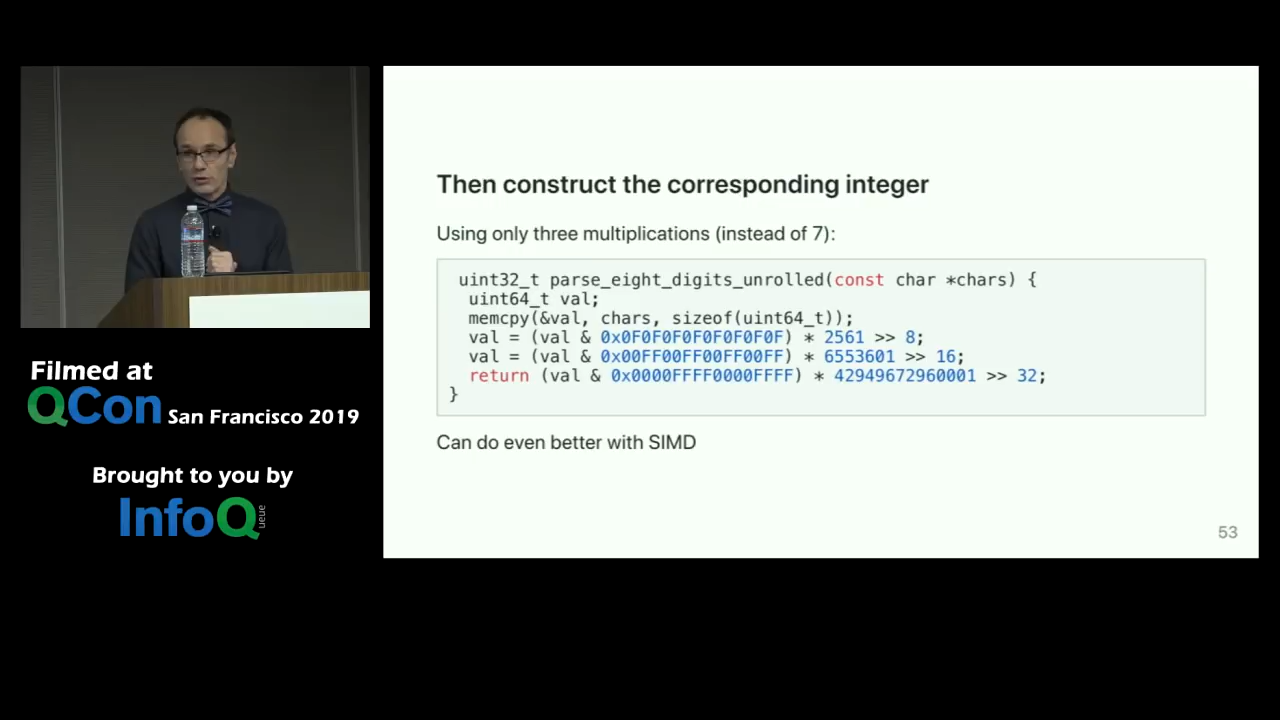 Then construct the corresponding integer
Using only three multiplications (instead of 7):
uint32_t parse_eight_digits_unrolled(const char *chars) {
uint64_t val;
memcpy(&val, chars, sizeof(uint64_t));
val = (val & 0x0F0F0F0F0F0F0F0F) * 2561 >> 8;
val = (val & 0x00FF00FF00FF00FF) * 6553601 >> 16;
return (val & 0x0000FFFF0000FFFF) * 42949672960001 >> 32;
}
Can do even better with SIMD
53
Filmed at
QCon San Francisco 2019
Brought to you by
InfoQueue